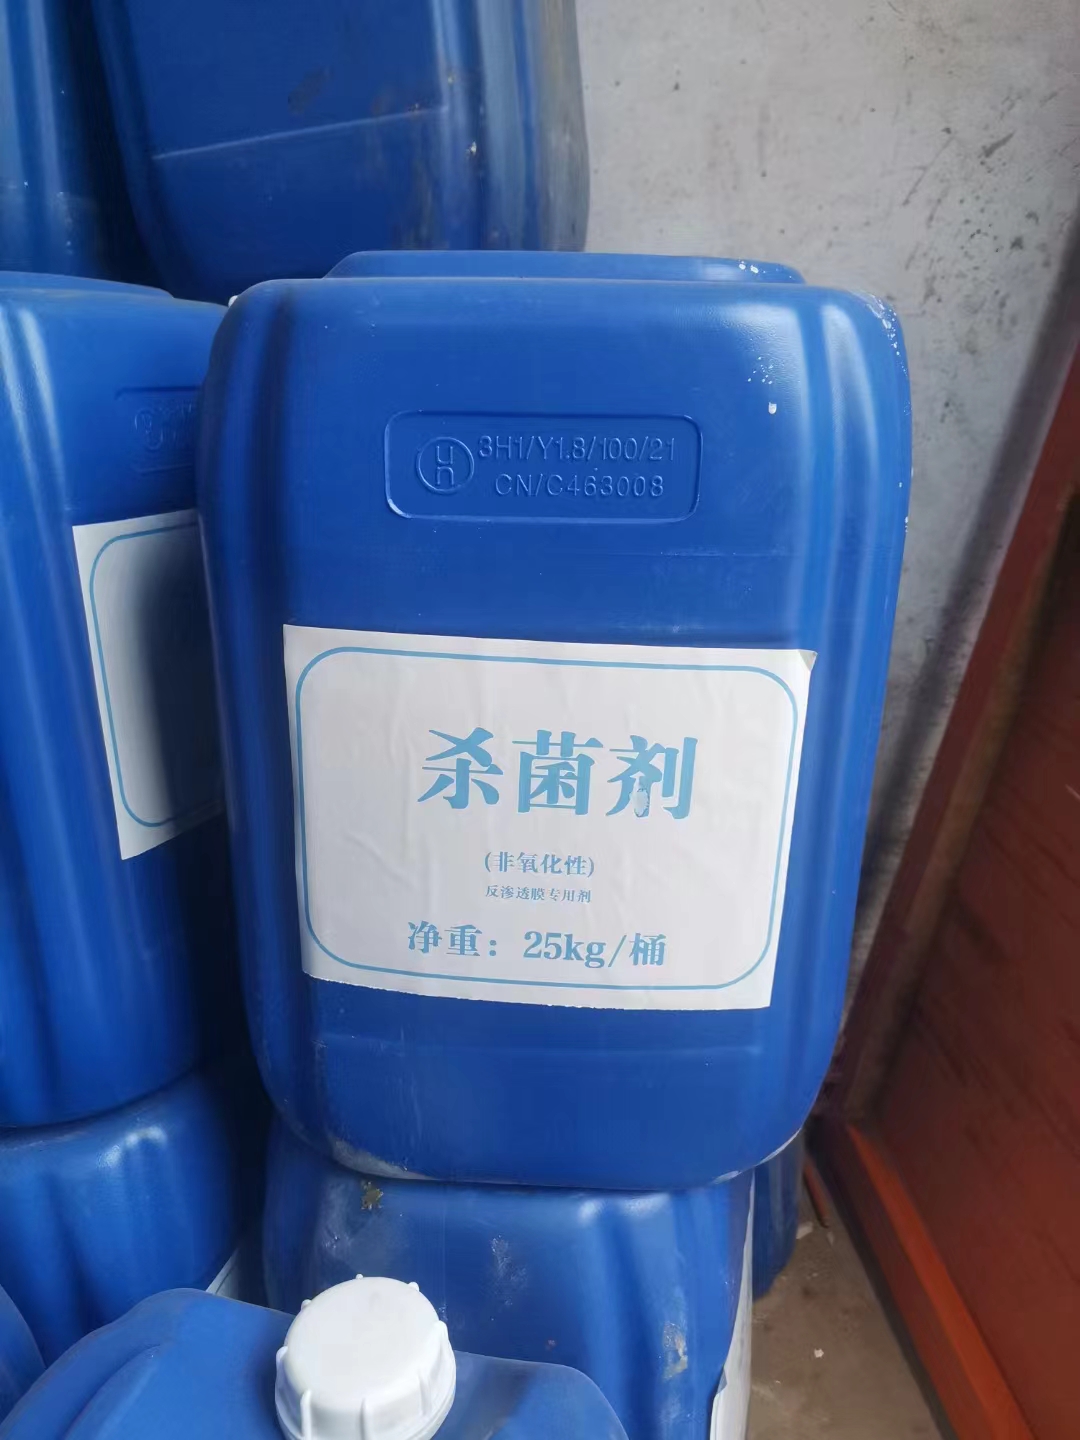 un 3H1/Y1.8/100/21
CN/C463008
杀菌剂
(非氧化性)
反渗透膜专用剂
净重：25kg/桶